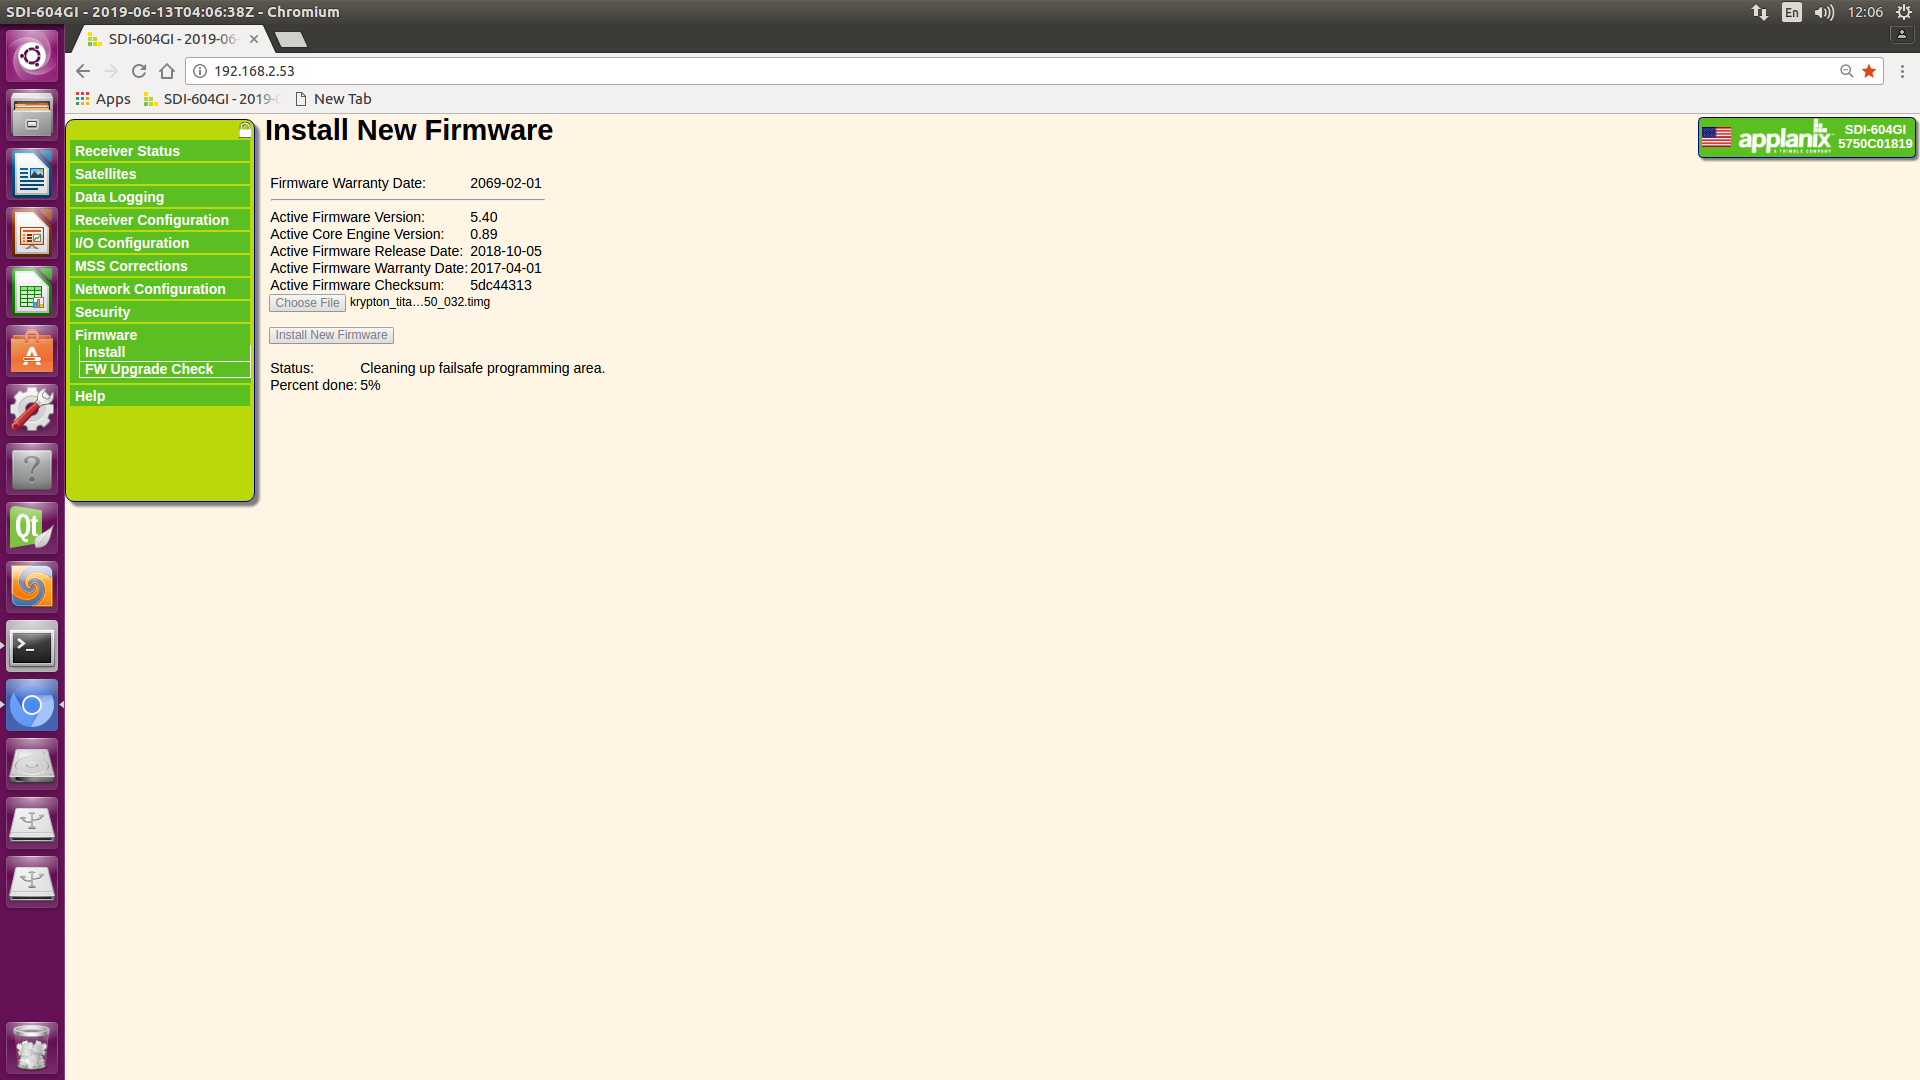 SDI-604GI - 2019-06-13T04:06:38Z - Chromium
En
12:06
SDI-604GI - 2019-06-
192.168.2.53
Apps
SDI-604GI - 2019-
New Tab
Install New Firmware
applanix
A TRIMBLE COMPANY
SDI-604GI
5750C01819
Receiver Status
Satellites
Data Logging
Receiver Configuration
I/O Configuration
MSS Corrections
Network Configuration
Security
Firmware
Install
FW Upgrade Check
Help
Firmware Warranty Date: 2069-02-01
Active Firmware Version: 5.40
Active Core Engine Version: 0.89
Active Firmware Release Date: 2018-10-05
Active Firmware Warranty Date: 2017-04-01
Active Firmware Checksum: 5dc44313
Choose File krypton_tita…50_032.timg
Install New Firmware
Status: Cleaning up failsafe programming area.
Percent done: 5%
Qt